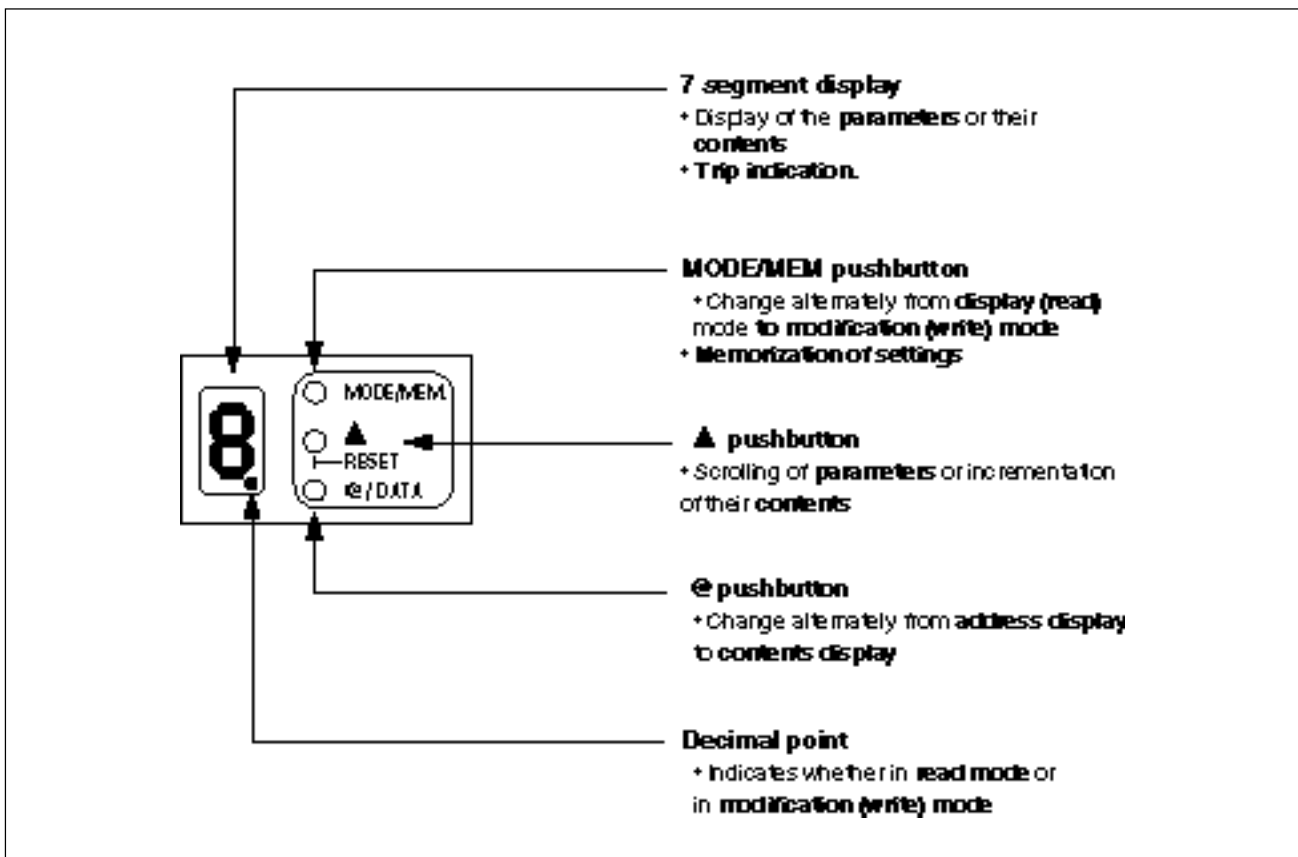 7 segment display
• Display of the parameters or their
contents
• Trip indication.
MODE/MEM pushbutton
• Change alternately from display (read)
mode to modification (write) mode
• Memorization of settings
8.
MODE/MEM.
▲
RESET
@/DATA
▲ pushbutton
• Scrolling of parameters or incrementation
of their contents
@ pushbutton
• Change alternately from address display
to contents display
Decimal point
• Indicates whether in read mode or
in modification (write) mode